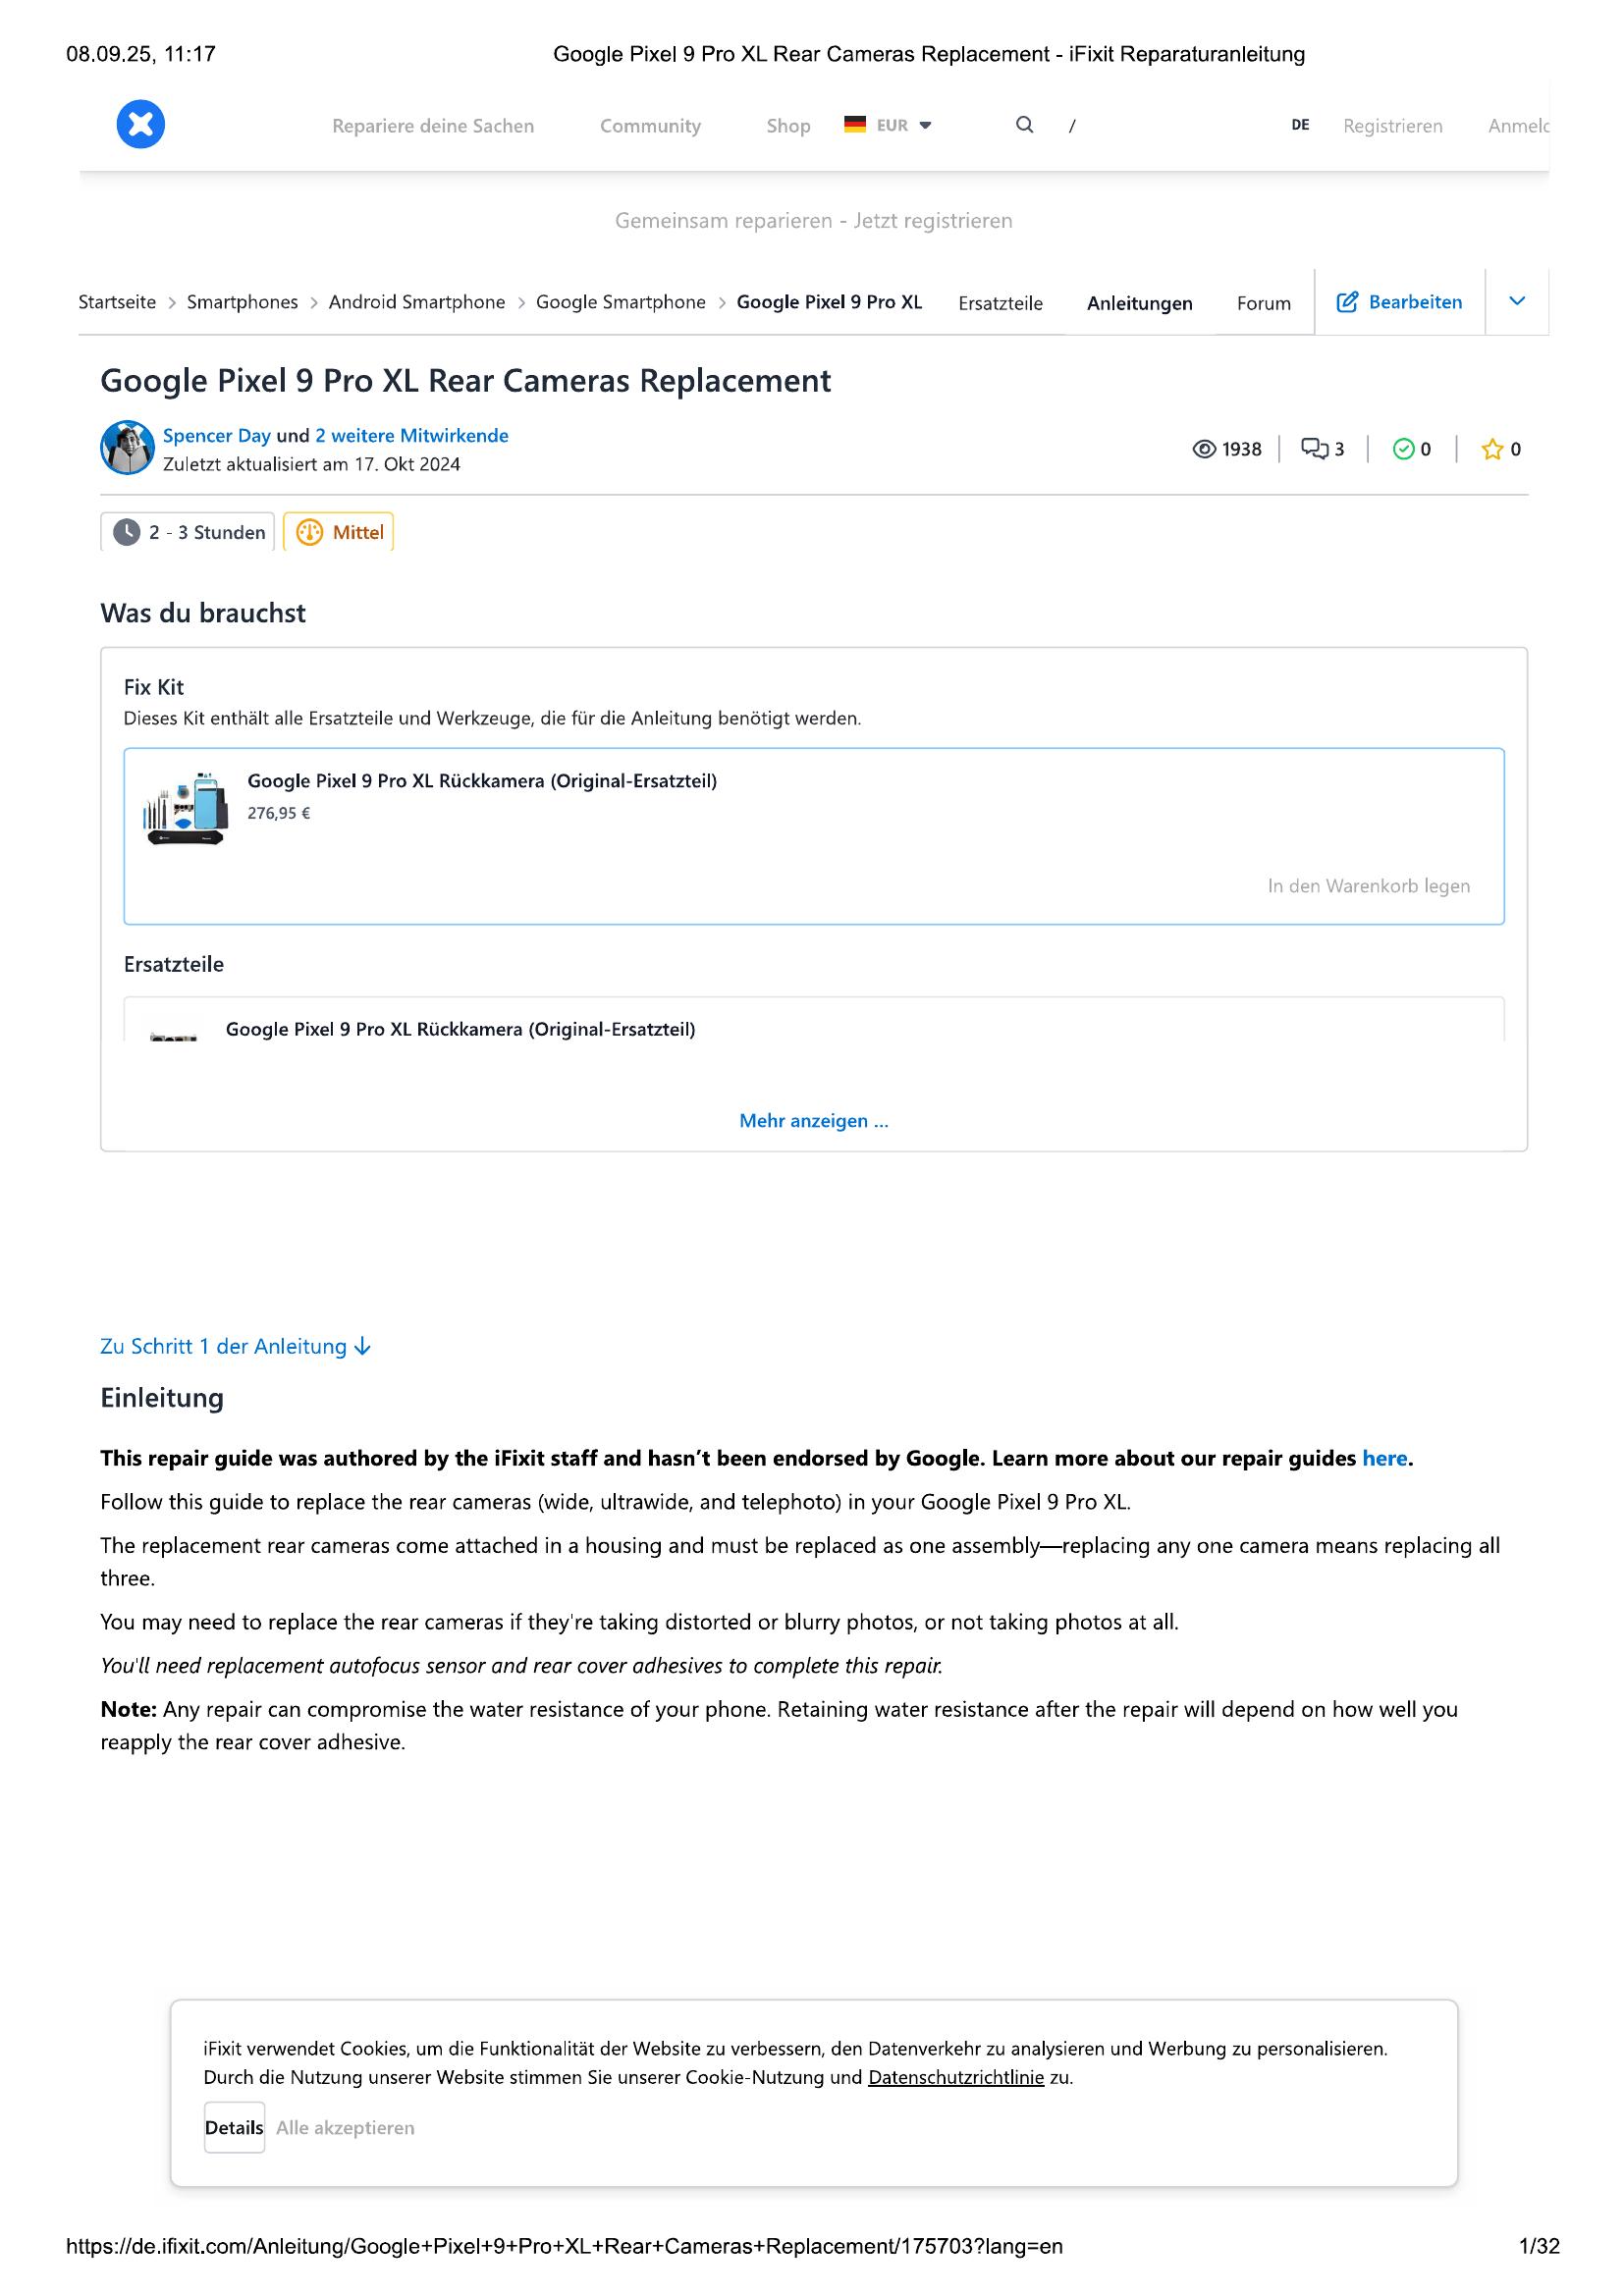 08.09.25, 11:17 Google Pixel 9 Pro XL Rear Cameras Replacement - iFixit Reparaturanleitung
Repariere deine Sachen Community Shop EUR / DE Registrieren Anmeld
Gemeinsam reparieren - Jetzt registrieren
Startseite > Smartphones > Android Smartphone > Google Smartphone > Google Pixel 9 Pro XL Ersatzteile Anleitungen Forum Bearbeiten
Google Pixel 9 Pro XL Rear Cameras Replacement
Spencer Day und 2 weitere Mitwirkende
Zuletzt aktualisiert am 17. Okt 2024
1938 3 0 0
2 - 3 Stunden Mittel
Was du brauchst
Fix Kit
Dieses Kit enthält alle Ersatzteile und Werkzeuge, die für die Anleitung benötigt werden.
Google Pixel 9 Pro XL Rückkamera (Original-Ersatzteil)
276,95 €
In den Warenkorb legen
Ersatzteile
Google Pixel 9 Pro XL Rückkamera (Original-Ersatzteil)
Mehr anzeigen ...
Zu Schritt 1 der Anleitung ↓
Einleitung
This repair guide was authored by the iFixit staff and hasn’t been endorsed by Google. Learn more about our repair guides here.
Follow this guide to replace the rear cameras (wide, ultrawide, and telephoto) in your Google Pixel 9 Pro XL.
The replacement rear cameras come attached in a housing and must be replaced as one assembly—replacing any one camera means replacing all
three.
You may need to replace the rear cameras if they're taking distorted or blurry photos, or not taking photos at all.
You'll need replacement autofocus sensor and rear cover adhesives to complete this repair.
Note: Any repair can compromise the water resistance of your phone. Retaining water resistance after the repair will depend on how well you
reapply the rear cover adhesive.
iFixit verwendet Cookies, um die Funktionalität der Website zu verbessern, den Datenverkehr zu analysieren und Werbung zu personalisieren.
Durch die Nutzung unserer Website stimmen Sie unserer Cookie-Nutzung und Datenschutzrichtlinie zu.
Details Alle akzeptieren
https://de.ifixit.com/Anleitung/Google+Pixel+9+Pro+XL+Rear+Cameras+Replacement/175703?lang=en 1/32